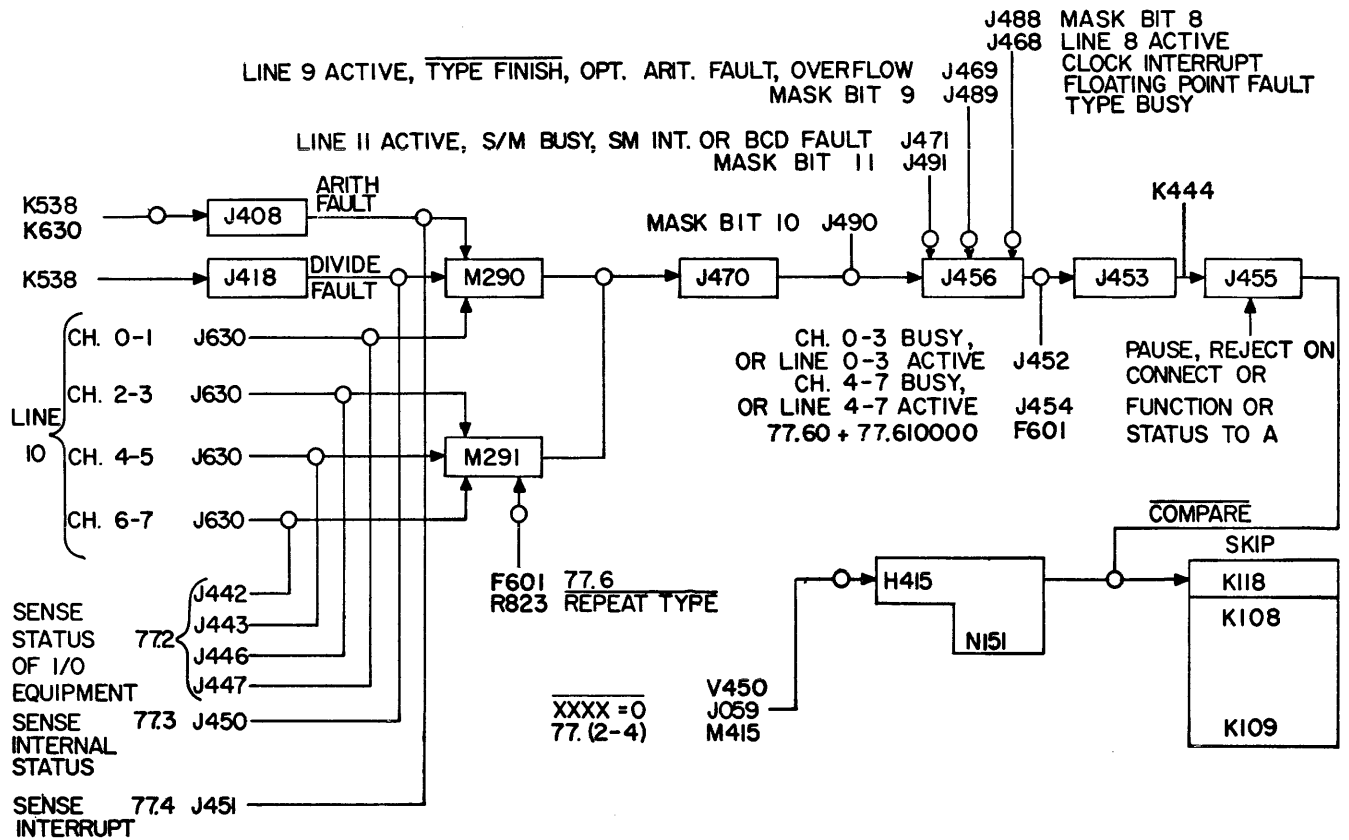 J488 MASK BIT 8
J468 LINE 8 ACTIVE
CLOCK INTERRUPT
FLOATING POINT FAULT
TYPE BUSY
LINE 9 ACTIVE, TYPE FINISH, OPT. ARIT. FAULT, OVERFLOW J469
MASK BIT 9 J489
LINE 11 ACTIVE, S/M BUSY, SM INT. OR BCD FAULT J471
MASK BIT 11 J491
K538
K630
J408
ARITH
FAULT
MASK BIT 10 J490
K444
K538
J418
DIVIDE
FAULT
M290
J470
J456
J453
J455
LINE
10
CH. 0-1 J630
CH. 2-3 J630
CH. 4-5 J630
CH. 6-7 J630
M291
CH. 0-3 BUSY,
OR LINE 0-3 ACTIVE J452
CH. 4-7 BUSY,
OR LINE 4-7 ACTIVE J454
77.60 + 77.610000 F601
PAUSE, REJECT ON
CONNECT OR
FUNCTION OR
STATUS TO A
F601 77.6
R823 REPEAT TYPE
COMPARE
SKIP
H415
N151
K118
K108
K109
SENSE
STATUS
OF I/O
EQUIPMENT
77.2
J442
J443
J446
J447
XXXX = 0
77.(2-4)
V450
J059
M415
SENSE
INTERNAL
STATUS
77.3 J450
SENSE
INTERRUPT
77.4 J451